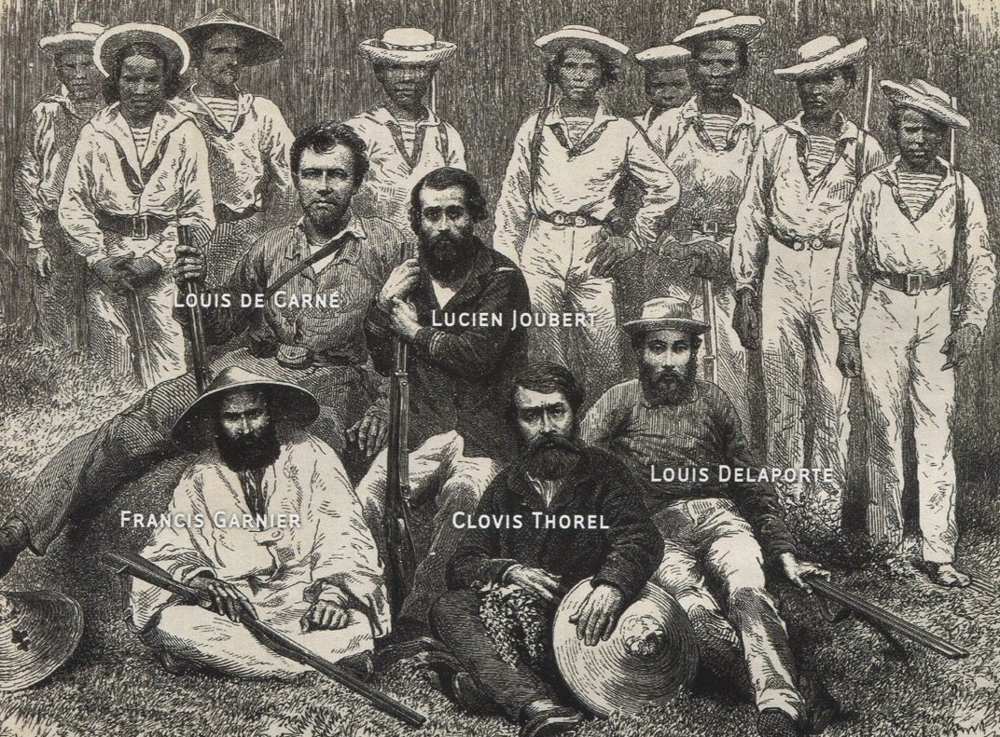 Louis de Carné
Lucien Joubert
Louis Delaporte
Francis Garnier
Clovis Thorel